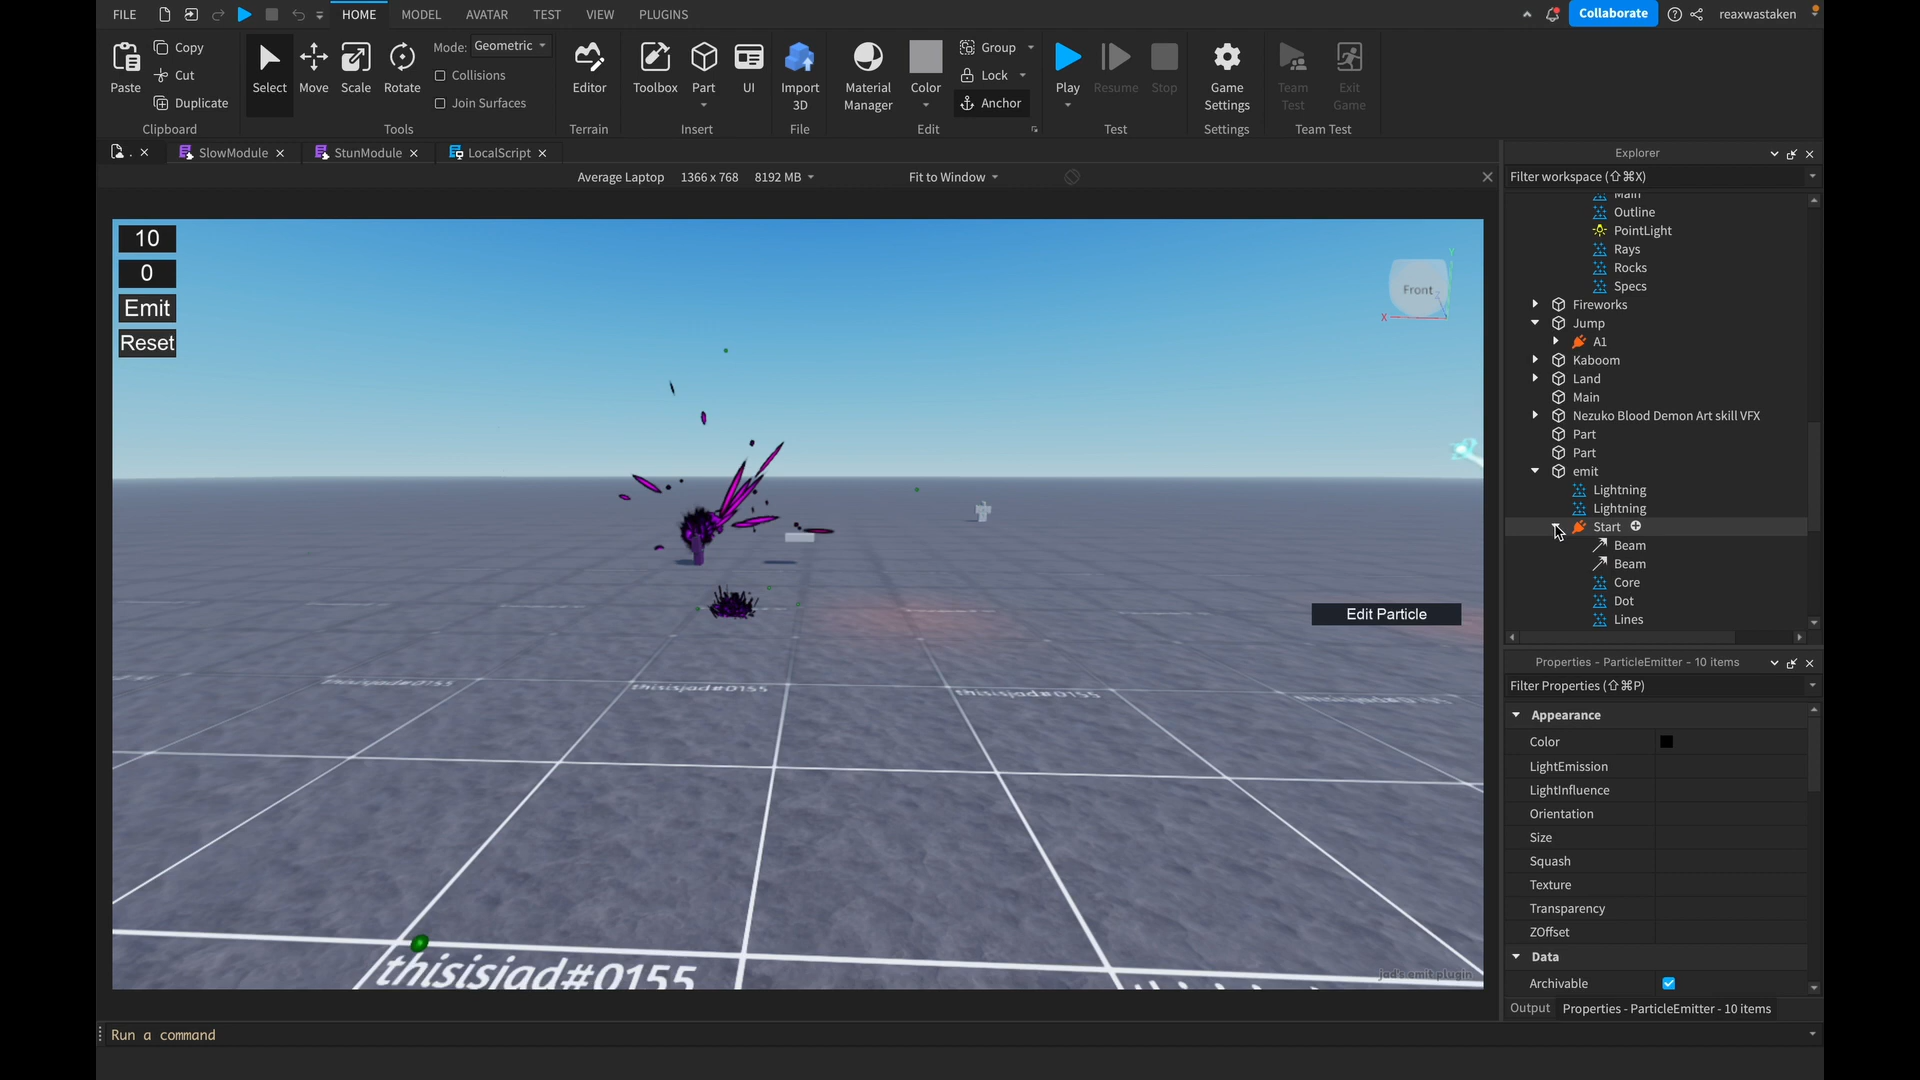 FILE
HOME
MODEL
AVATAR
TEST
VIEW
PLUGINS
Collaborate
reaxwastaken
Paste
Copy
Cut
Duplicate
Clipboard
Select
Move
Scale
Rotate
Mode: Geometric
Collisions
Join Surfaces
Tools
Editor
Terrain
Toolbox
Part
UI
Insert
Import
3D
File
Material
Manager
Color
Group
Lock
Anchor
Edit
Play
Resume
Stop
Test
Game
Settings
Settings
Team
Test
Exit
Game
Team Test
.
SlowModule
StunModule
LocalScript
Average Laptop 1366 x 768 8192 MB
Fit to Window
10
0
Emit
Reset
Front
X
Y
Z
Edit Particle
thisisjad#0155
thisisjad#0155
thisisjad#0155
thisisjad#0155
jad's emit plugin
Run a command
Explorer
Filter workspace (⇧⌘X)
Main
Outline
PointLight
Rays
Rocks
Specs
Fireworks
Jump
A1
Kaboom
Land
Main
Nezuko Blood Demon Art skill VFX
Part
Part
emit
Lightning
Lightning
Start
Beam
Beam
Core
Dot
Lines
Properties - ParticleEmitter - 10 items
Filter Properties (⇧⌘P)
Appearance
Color
LightEmission
LightInfluence
Orientation
Size
Squash
Texture
Transparency
ZOffset
Data
Archivable
Output
Properties - ParticleEmitter - 10 items